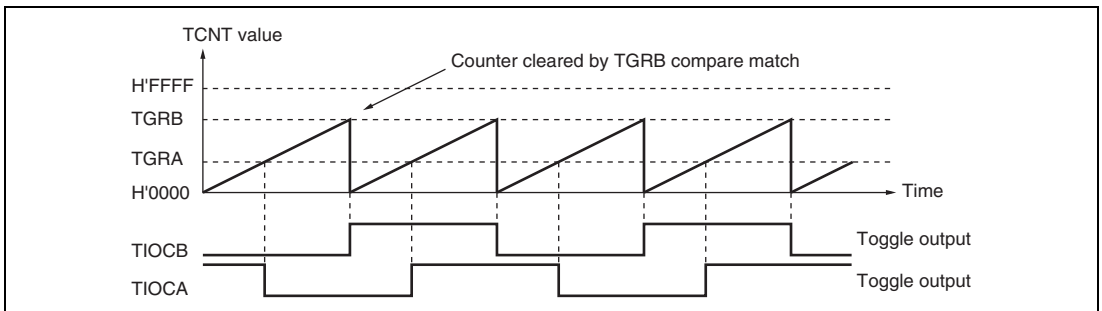 TCNT value
Counter cleared by TGRB compare match
H'FFFF
TGRB
TGRA
H'0000
Time
TIOCB
Toggle output
TIOCA
Toggle output